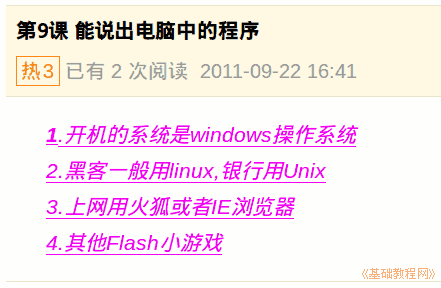 第9课 能说出电脑中的程序
热3 已有 2 次阅读 2011-09-22 16:41
1.开机的系统是windows操作系统
2.黑客一般用linux,银行用Unix
3.上网用火狐或者IE浏览器
4.其他Flash小游戏
《基础教程网》